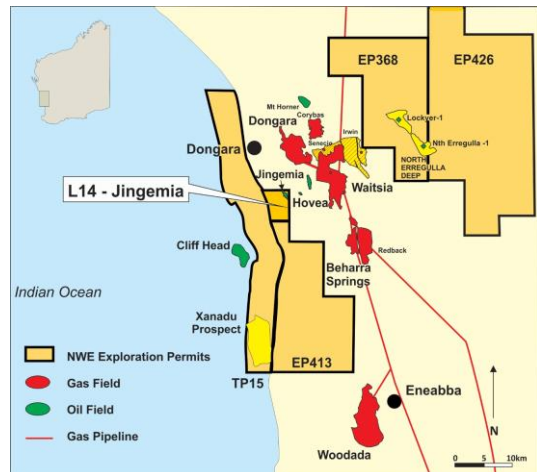 EP368
EP426
Mt Horner
Corybas
Dongara
Irwin
Senecio
Lockyer-1
Nth Erregulla -1
NORTH
ERREGULLA
DEEP
Dongara
Waitsia
Jingemia
L14 - Jingemia
Hovea
Redback
Cliff Head
Beharra
Springs
Indian Ocean
Xanadu
Prospect
NWE Exploration Permits
TP15
EP413
Gas Field
Eneabba
Oil Field
N
Gas Pipeline
Woodada
0 5 10km